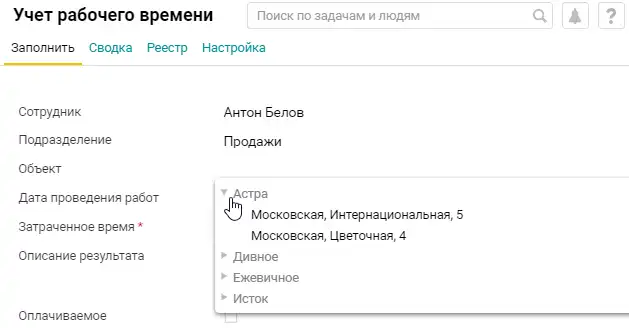 Учет рабочего времени
Поиск по задачам и людям
?
Заполнить Сводка Реестр Настройка
Сотрудник Антон Белов
Подразделение Продажи
Объект
Дата проведения работ
Астра
Московская, Интернациональная, 5
Затраченное время *
Московская, Цветочная, 4
Описание результата
Дивное
Ежевичное
Исток
Оплачиваемое